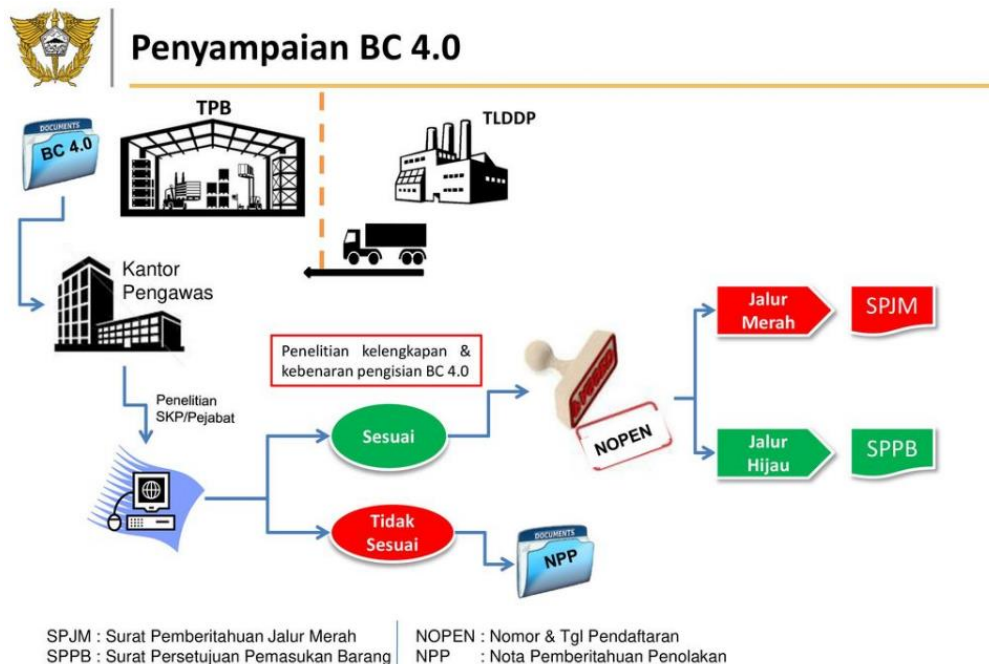 Penyampaian BC 4.0
DOCUMENTS
BC 4.0
TPB
TLDDP
Kantor
Pengawas
Penelitian
SKP/Pejabat
Penelitian kelengkapan &
kebenaran pengisian BC 4.0
Sesuai
Tidak
Sesuai
NOPEN
DOCUMENTS
NPP
Jalur
Merah
SPJM
Jalur
Hijau
SPPB
SPJM : Surat Pemberitahuan Jalur Merah
SPPB : Surat Persetujuan Pemasukan Barang
NOPEN : Nomor & Tgl Pendaftaran
NPP : Nota Pemberitahuan Penolakan